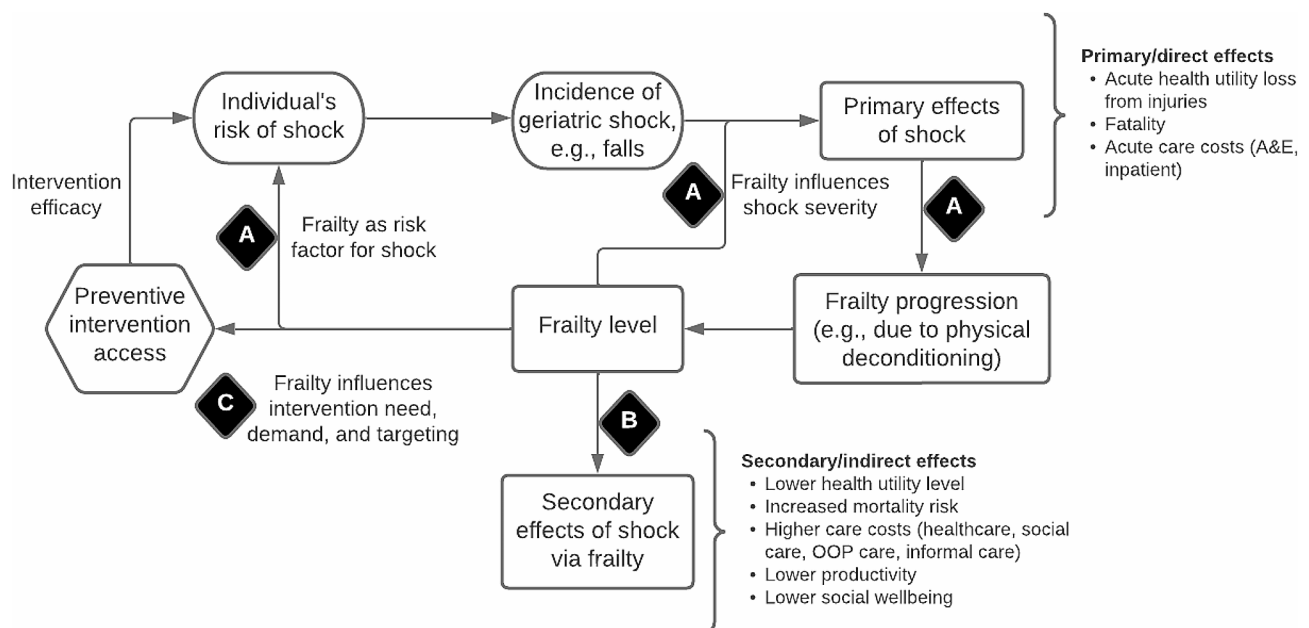 Individual's
risk of shock
Incidence of
geriatric shock,
e.g., falls
Primary effects
of shock
Primary/direct effects
• Acute health utility loss
from injuries
• Fatality
• Acute care costs (A&E,
inpatient)
Intervention
efficacy
A
Frailty as risk
factor for shock
A
Frailty influences
shock severity
A
Preventive
intervention
access
Frailty level
Frailty progression
(e.g., due to physical
deconditioning)
C
Frailty influences
intervention need,
demand, and targeting
B
Secondary
effects of shock
via frailty
Secondary/indirect effects
• Lower health utility level
• Increased mortality risk
• Higher care costs (healthcare, social
care, OOP care, informal care)
• Lower productivity
• Lower social wellbeing